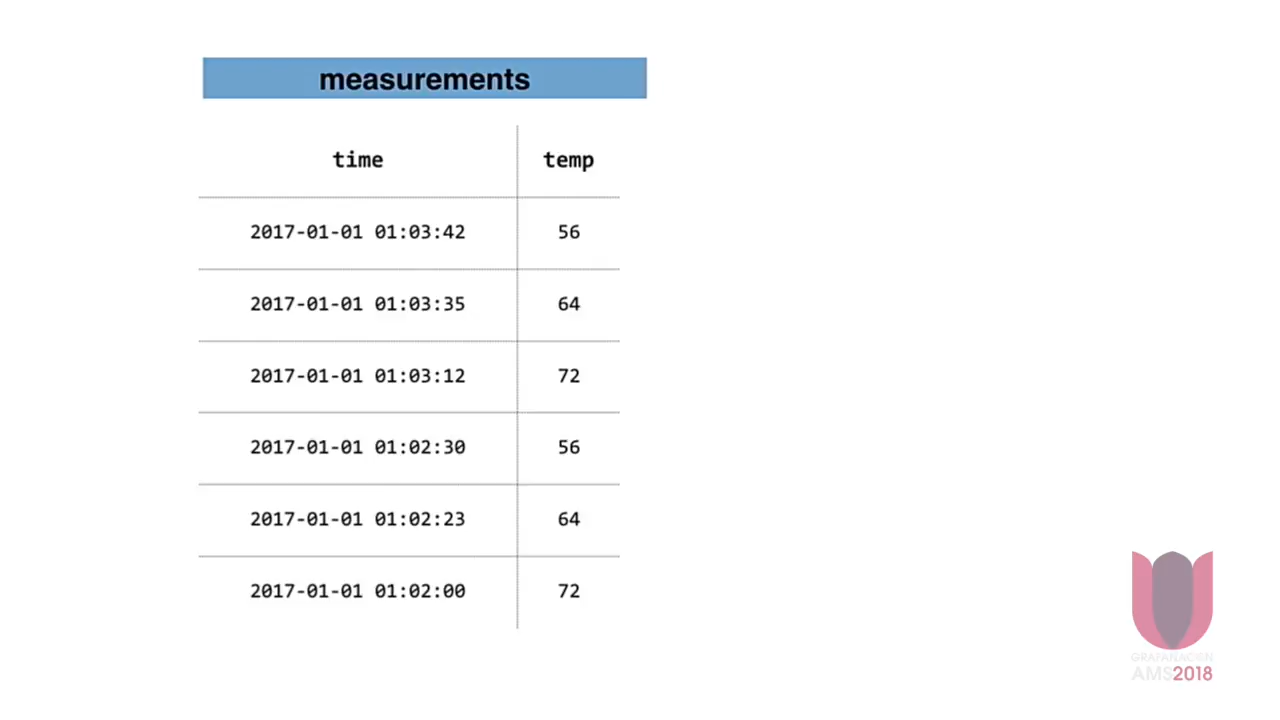 measurements
time temp
2017-01-01 01:03:42 56
2017-01-01 01:03:35 64
2017-01-01 01:03:12 72
2017-01-01 01:02:30 56
2017-01-01 01:02:23 64
2017-01-01 01:02:00 72
GRAFANACON
AMS2018